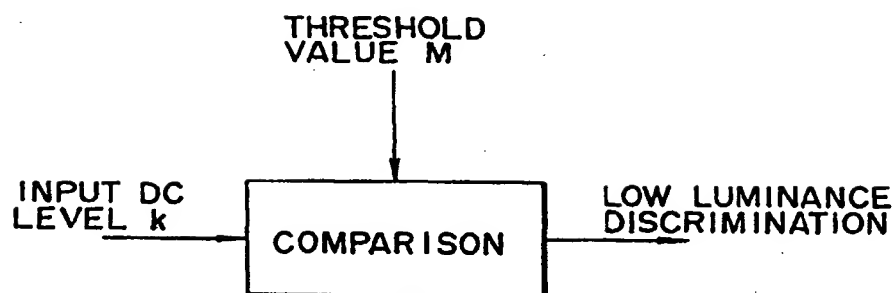 THRESHOLD
VALUE M
INPUT DC
LEVEL k
COMPARISON
LOW LUMINANCE
DISCRIMINATION